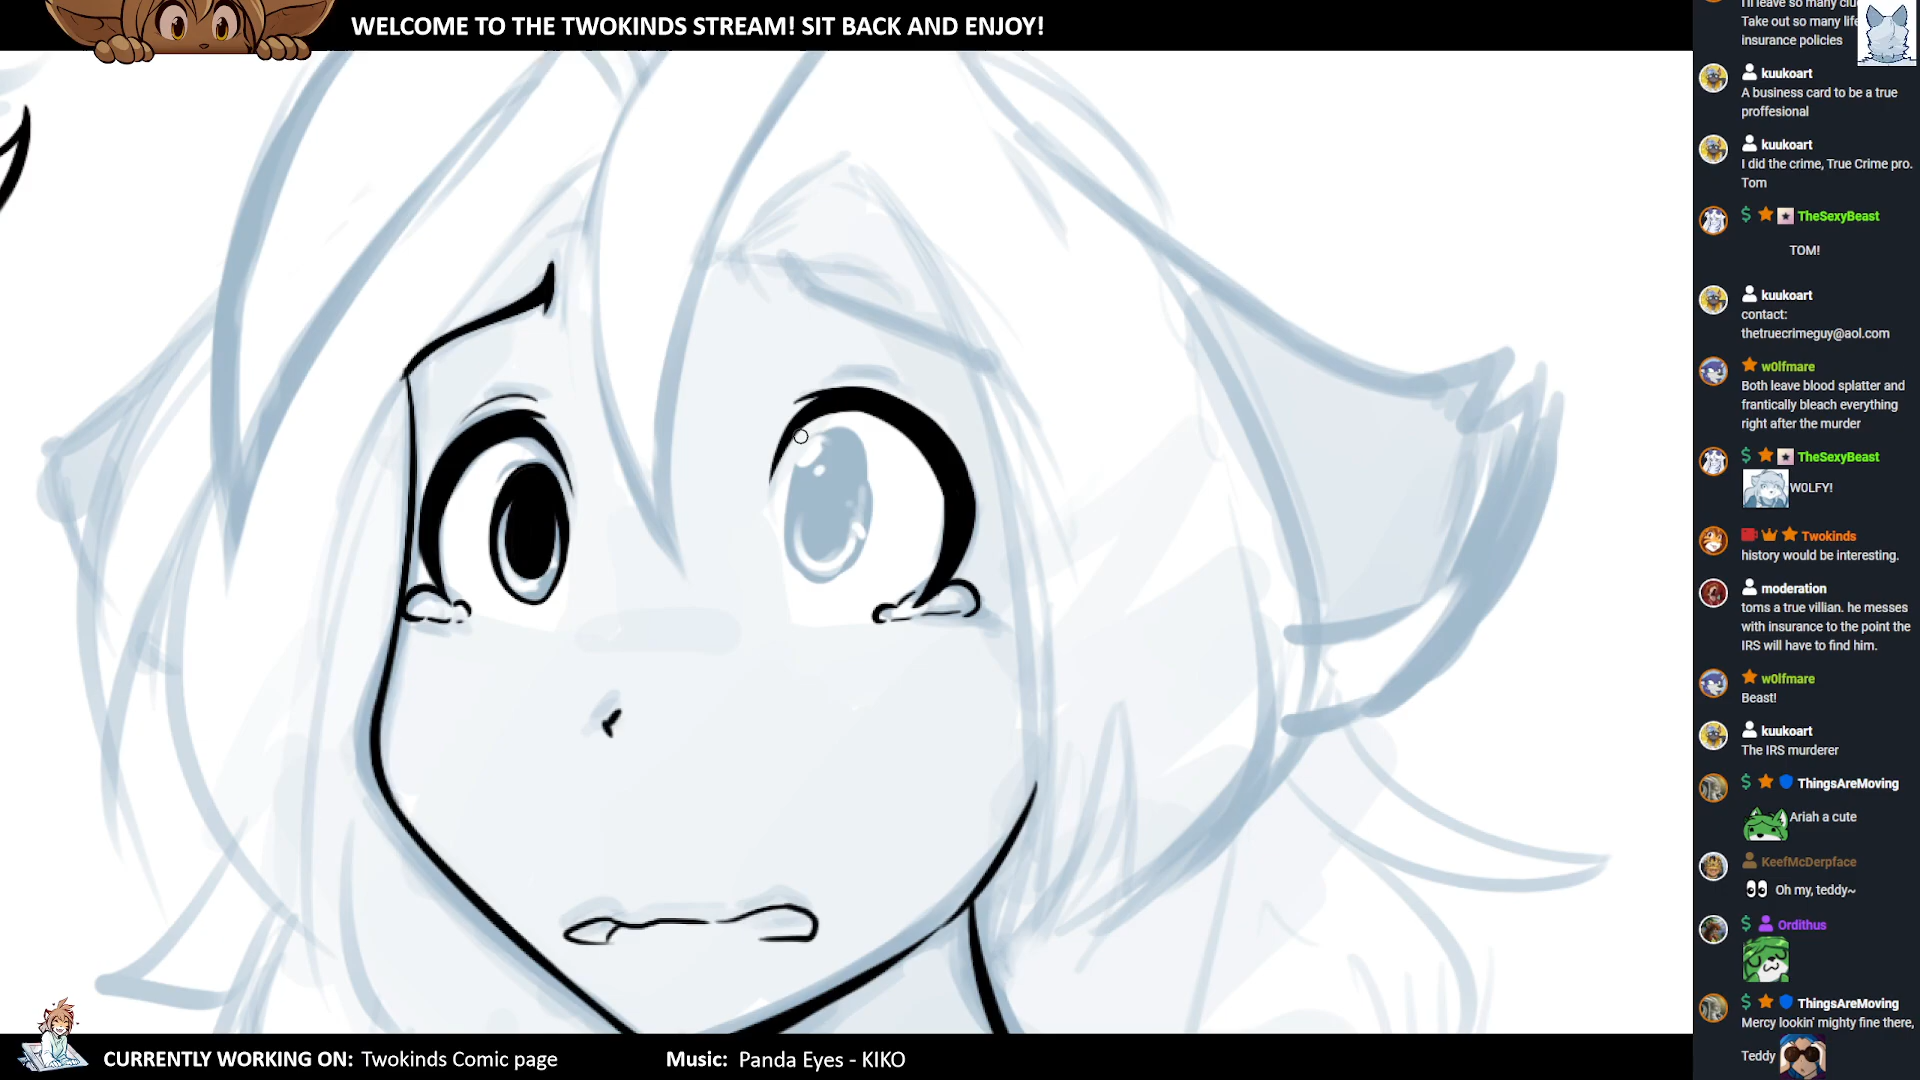 WELCOME TO THE TWOKINDS STREAM! SIT BACK AND ENJOY!
I'll leave so many
Take out so many life
insurance policies
kuukoart
A business card to be a true
proffesional
kuukoart
I did the crime, True Crime pro.
Tom
TheSexyBeast
TOM!
kuukoart
contact:
thetruecrimeguy@aol.com
w0lfmare
Both leave blood splatter and
frantically bleach everything
right after the murder
TheSexyBeast
W0LFY!
Twokinds
history would be interesting.
moderation
toms a true villian. he messes
with insurance to the point the
IRS will have to find him.
w0lfmare
Beast!
kuukoart
The IRS murderer
ThingsAreMoving
Ariah a cute
KeefMcDerpface
Oh my, teddy~
Ordithus
ThingsAreMoving
Mercy lookin' mighty fine there,
Teddy
CURRENTLY WORKING ON: Twokinds Comic page
Music: Panda Eyes - KIKO